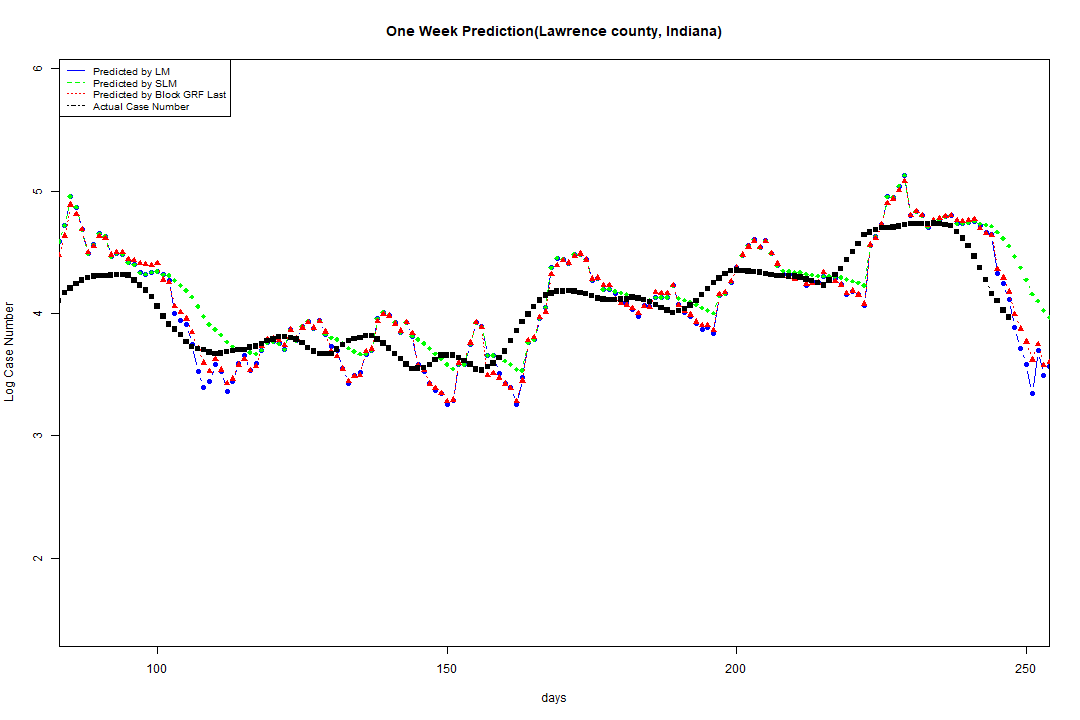 One Week Prediction(Lawrence county, Indiana)
Predicted by LM
Predicted by SLM
Predicted by Block GRF Last
Actual Case Number
6
5
4
3
2
Log Case Number
100
150
200
250
days